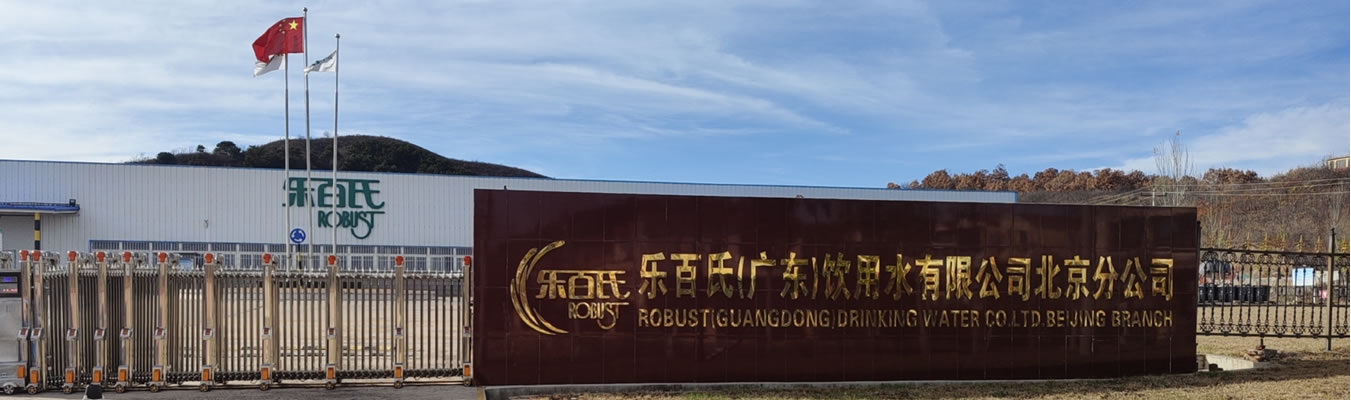 乐百氏
ROBUST
乐百氏
ROBUST
乐百氏(广东)饮用水有限公司北京分公司
ROBUST(GUANGDONG)DRINKING WATER CO.LTD.BEIJING BRANCH